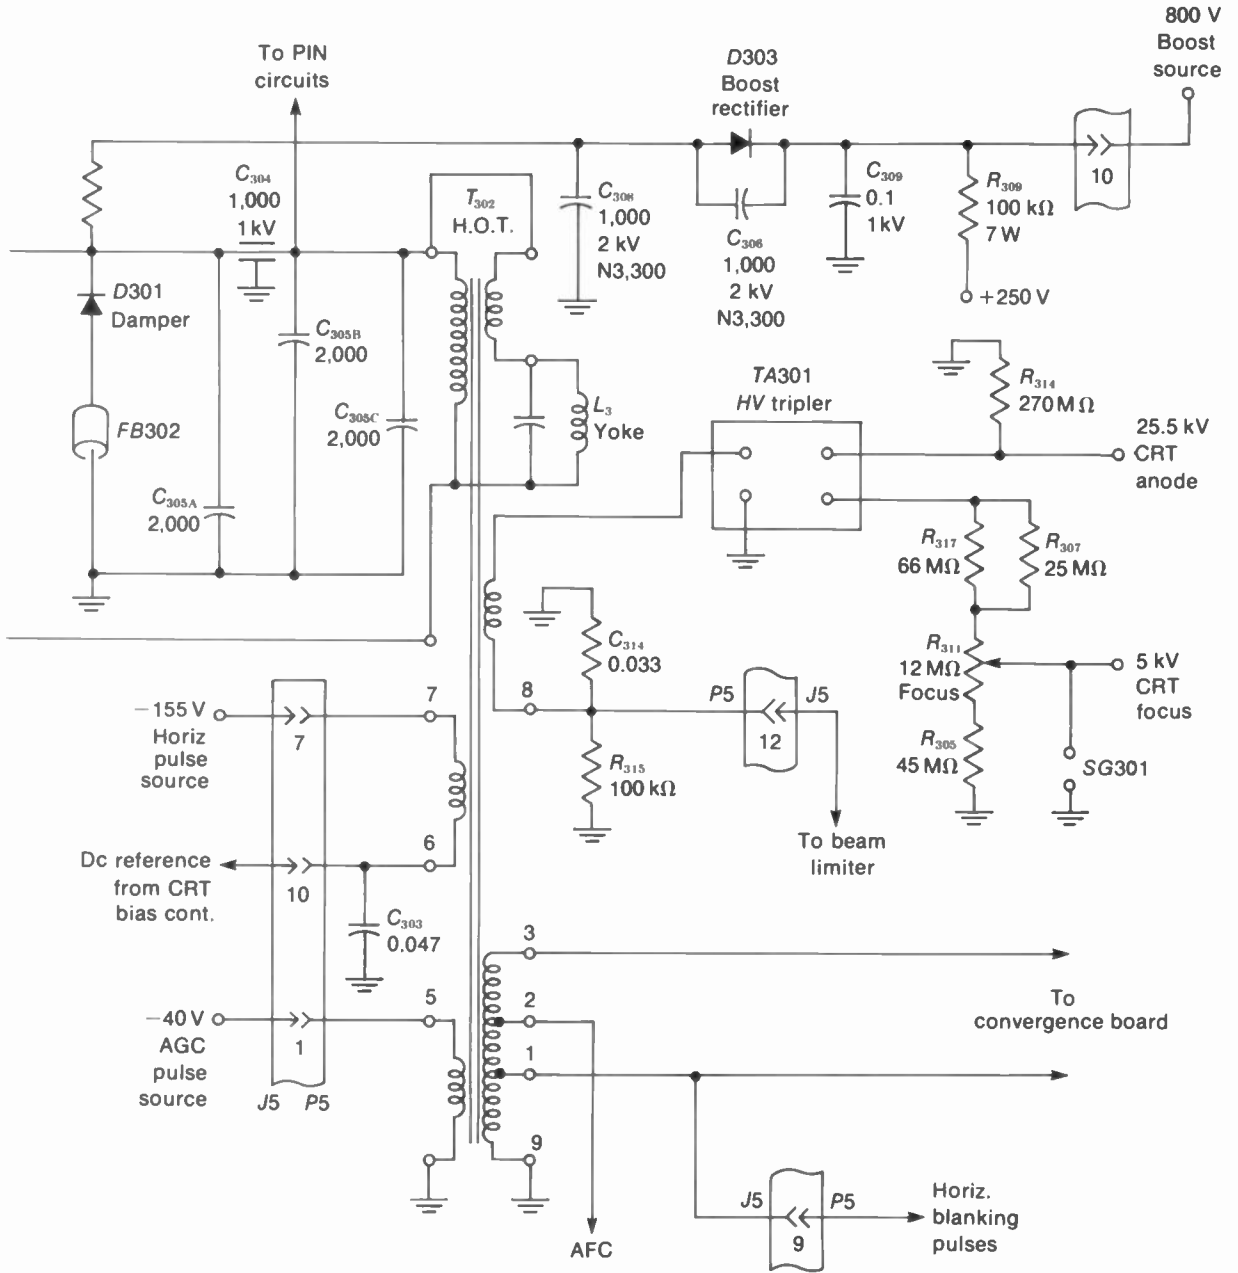 800 V
Boost
source
To PIN
circuits
D303
Boost
rectifier
C304
1,000
1 kV
T302
H.O.T.
C308
1,000
2 kV
N3,300
C306
1,000
2 kV
N3,300
C309
0.1
1kV
R309
100 kΩ
7 W
10
+250 V
D301
Damper
C305B
2,000
FB302
C305C
2,000
C305A
2,000
L3
Yoke
TA301
HV tripler
R314
270 MΩ
25.5 kV
CRT
anode
R317
66 MΩ
R307
25 MΩ
C314
0.033
R311
12 MΩ
Focus
5 kV
CRT
focus
R305
45 MΩ
SG301
−155 V
Horiz
pulse
source
7
7
8
P5
J5
12
R315
100 kΩ
To beam
limiter
Dc reference
from CRT
bias cont.
10
6
C303
0.047
−40 V
AGC
pulse
source
1
5
J5
P5
3
2
1
9
To
convergence board
AFC
J5
P5
9
Horiz.
blanking
pulses